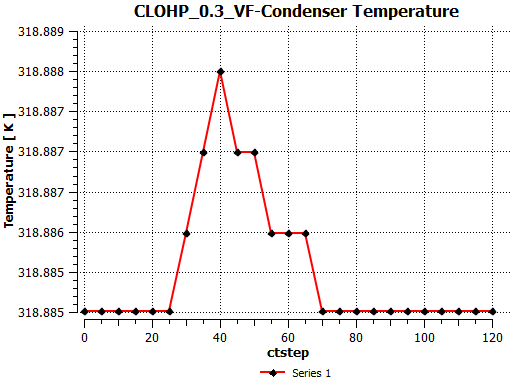 CLOHP_0.3_VF-Condenser Temperature
318.889
318.888
318.887
318.887
318.887
318.886
318.885
318.885
Temperature [ K ]
0 20 40 60 80 100 120
ctstep
Series 1